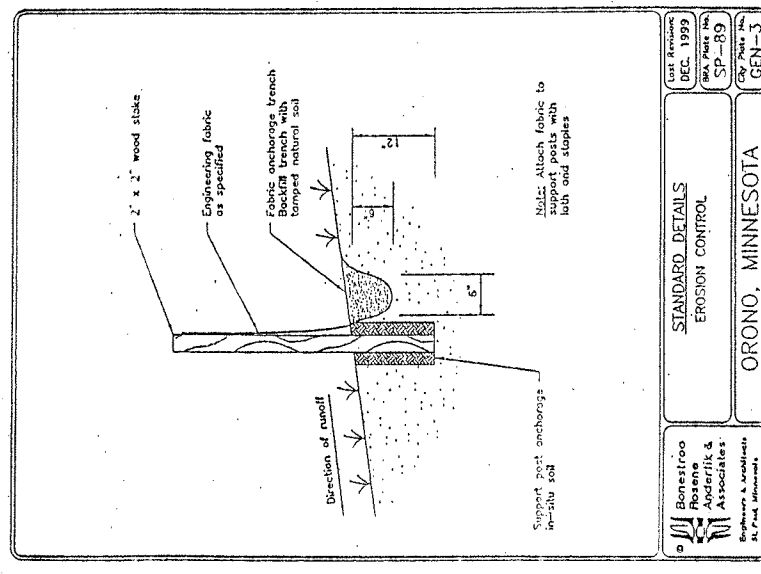 2" x 2" wood stake
Engineering fabric
as specified
Fabric anchorage trench
Backfill trench with
tamped natural soil
Direction of runoff
6"
12"
6"
Support post anchorage
in-situ soil
Note: Attach fabric to
support posts with
lath and staples
Bonestroo
Rosene
Anderlik &
Associates
Engineers & Architects
St. Paul, Minnesota
STANDARD DETAILS
EROSION CONTROL
ORONO, MINNESOTA
Last Revision:
DEC. 1999
BRA Plate No.
SP-89
City Plate No.
GEN-3